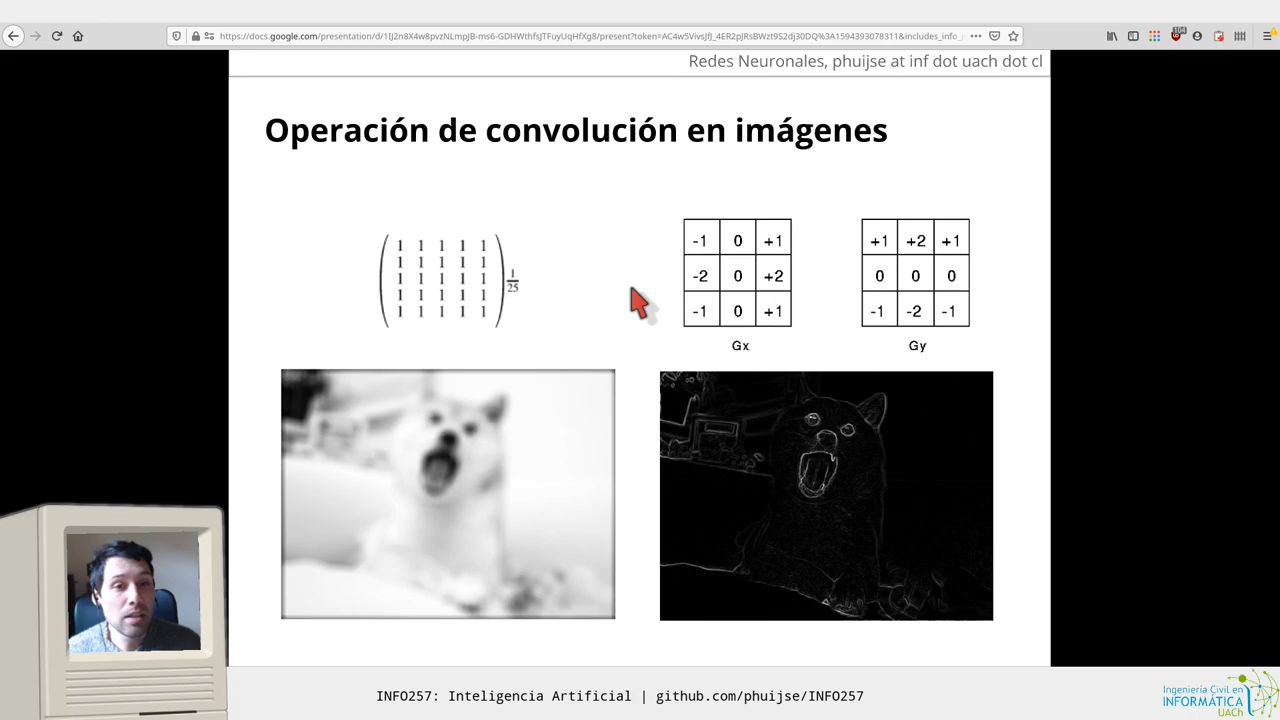 Redes Neuronales, phuijse at inf dot uach dot cl
Operación de convolución en imágenes
1 1 1 1 1
1 1 1 1 1
1 1 1 1 1
1 1 1 1 1
1 1 1 1 1
1
25
-1 0 +1
-2 0 +2
-1 0 +1
Gx
+1 +2 +1
0 0 0
-1 -2 -1
Gy
INFO257: Inteligencia Artificial | github.com/phuijse/INFO257
Ingeniería Civil en
INFORMÁTICA
UACh